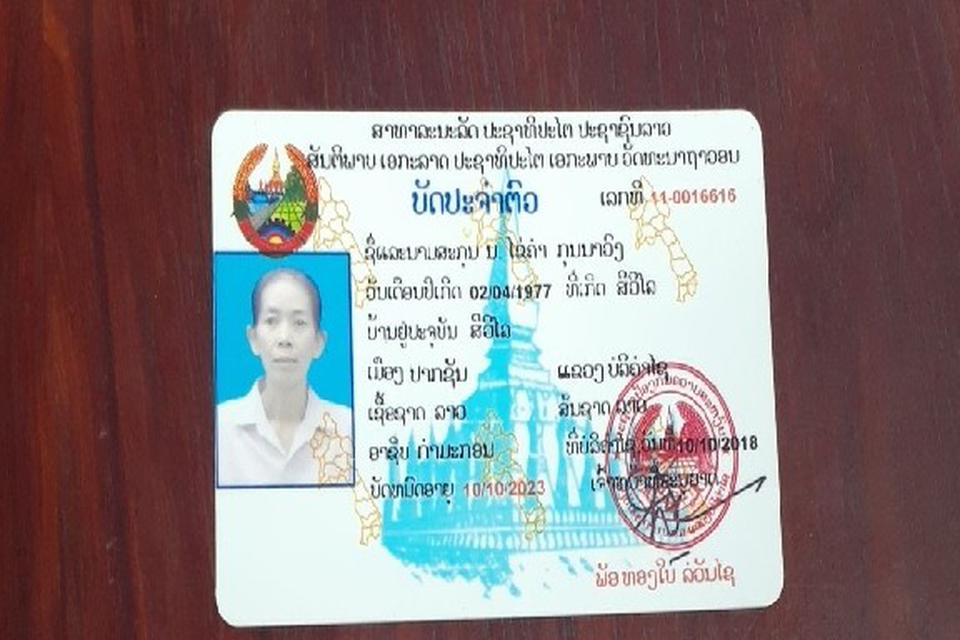 ສາທາລະນະລັດ ປະຊາທິປະໄຕ ປະຊາຊົນລາວ
ສັນຕິພາບ ເອກະລາດ ປະຊາທິປະໄຕ ເອກະພາບ ວັດທະນາຖາວອນ
ບັດປະຈຳຕົວ ເລກທີ 11-0016616
ຊື່ແລະນາມສະກຸນ ນ. ໄຊຄຳ ກຸນນາວົງ
ວັນເດືອນປີເກີດ 02/04/1977 ທີ່ເກີດ ສີວິໄລ
ບ້ານຢູ່ປະຈຸບັນ ສີວິໄລ
ເມືອງ ປາກຊັນ ແຂວງ ບໍລິຄຳໄຊ
ເຊື້ອຊາດ ລາວ ສັນຊາດ ລາວ
ອາຊີບ ກຳມະກອນ ທີ່ບໍລິຄຳໄຊ ວັນທີ 10/10/2018
ບັດຫມົດອາຍຸ 10/10/2023 ເຈົ້າຫນ້າທີ່ຜູ້ອອກ
ພັອ ທອງໃບ ລ່ວັນໄຊ